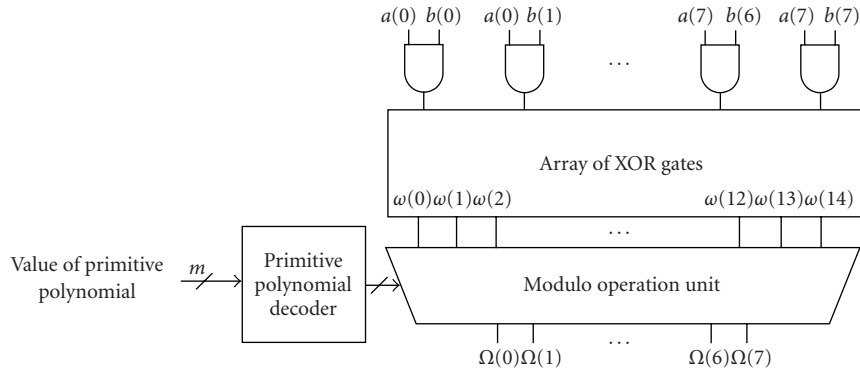 a(0) b(0) a(0) b(1) a(7) b(6) a(7) b(7)
...
Array of XOR gates
ω(0)ω(1)ω(2) ω(12)ω(13)ω(14)
...
Value of primitive
polynomial
m
Primitive
polynomial
decoder
Modulo operation unit
...
Ω(0)Ω(1) Ω(6)Ω(7)